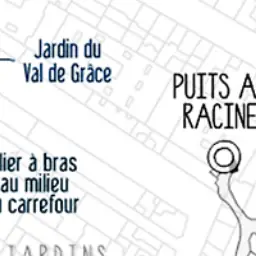 Jardin du
Val de Grâce
PUITS A
RACINE
lier à bras
au milieu
carrefour
JARDINS